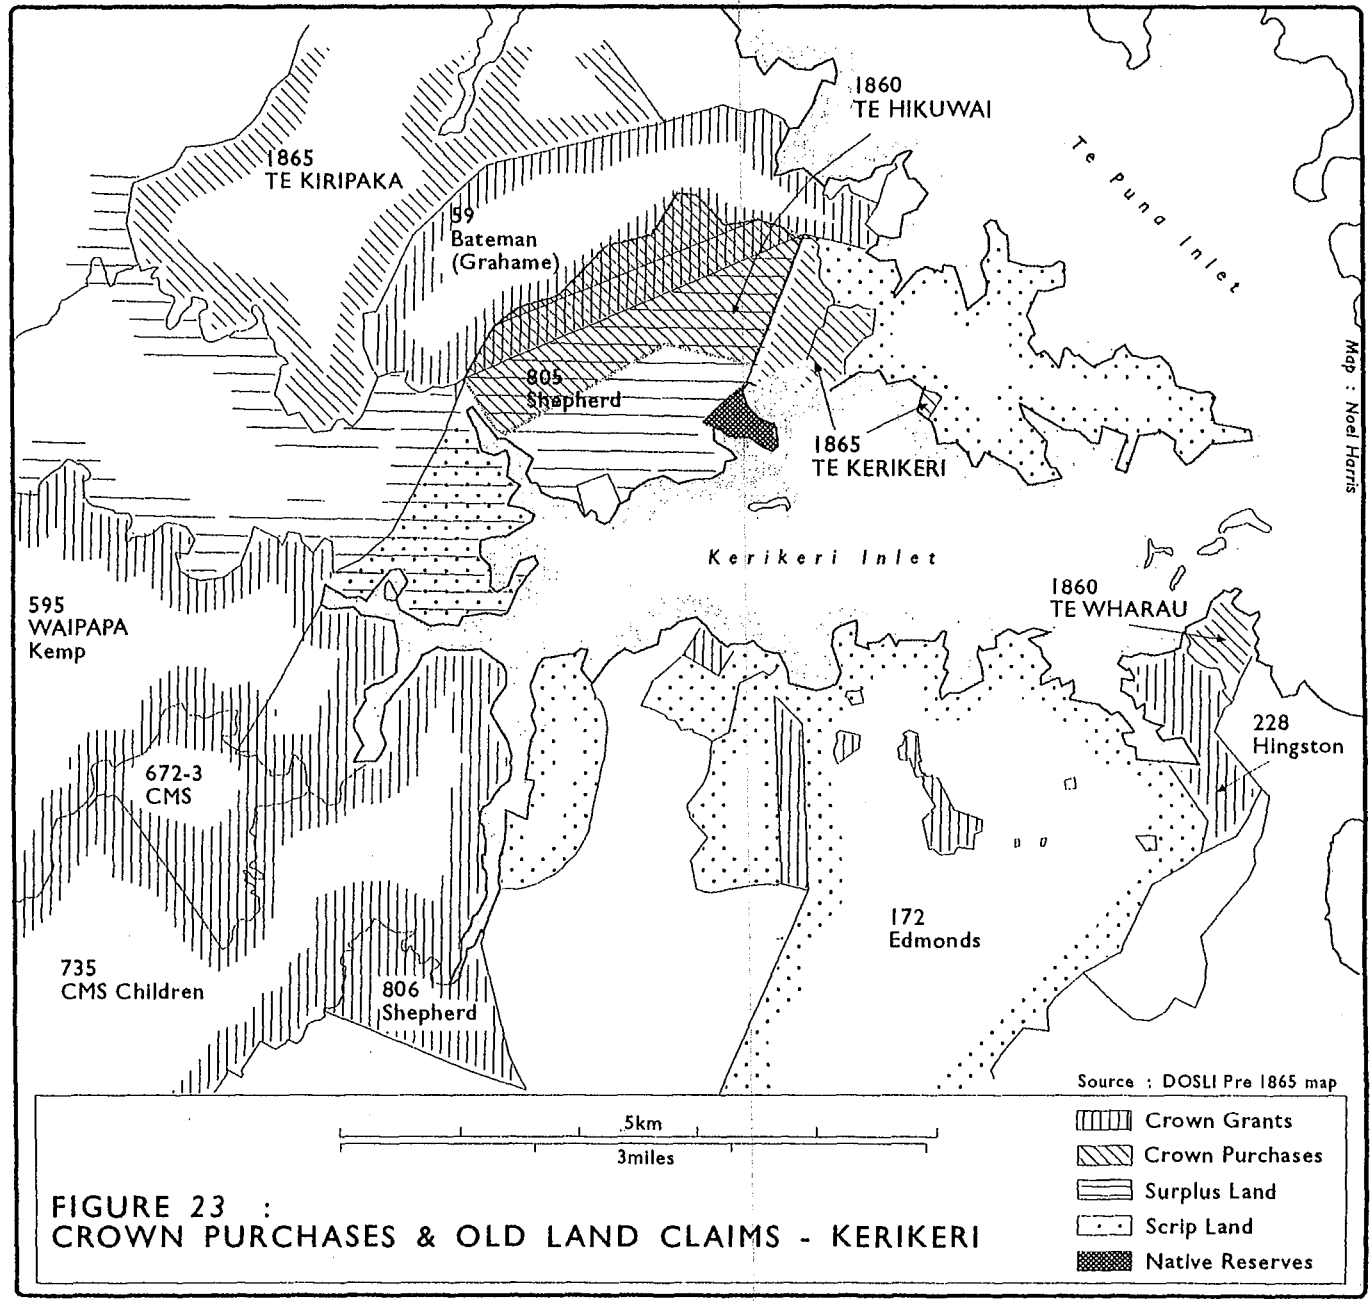 1860
TE HIKUWAI
Te Puna Inlet
1865
TE KIRIPAKA
59
Bateman
(Grahame)
805
Shepherd
1865
TE KERIKERI
Map : Noel Harris
Kerikeri Inlet
595
WAIPAPA
Kemp
1860
TE WHARAU
228
Hingston
672-3
CMS
172
Edmonds
735
CMS Children
806
Shepherd
Source : DOSLI Pre 1865 map
5km
3miles
Crown Grants
Crown Purchases
Surplus Land
Scrip Land
Native Reserves
FIGURE 23 :
CROWN PURCHASES & OLD LAND CLAIMS - KERIKERI